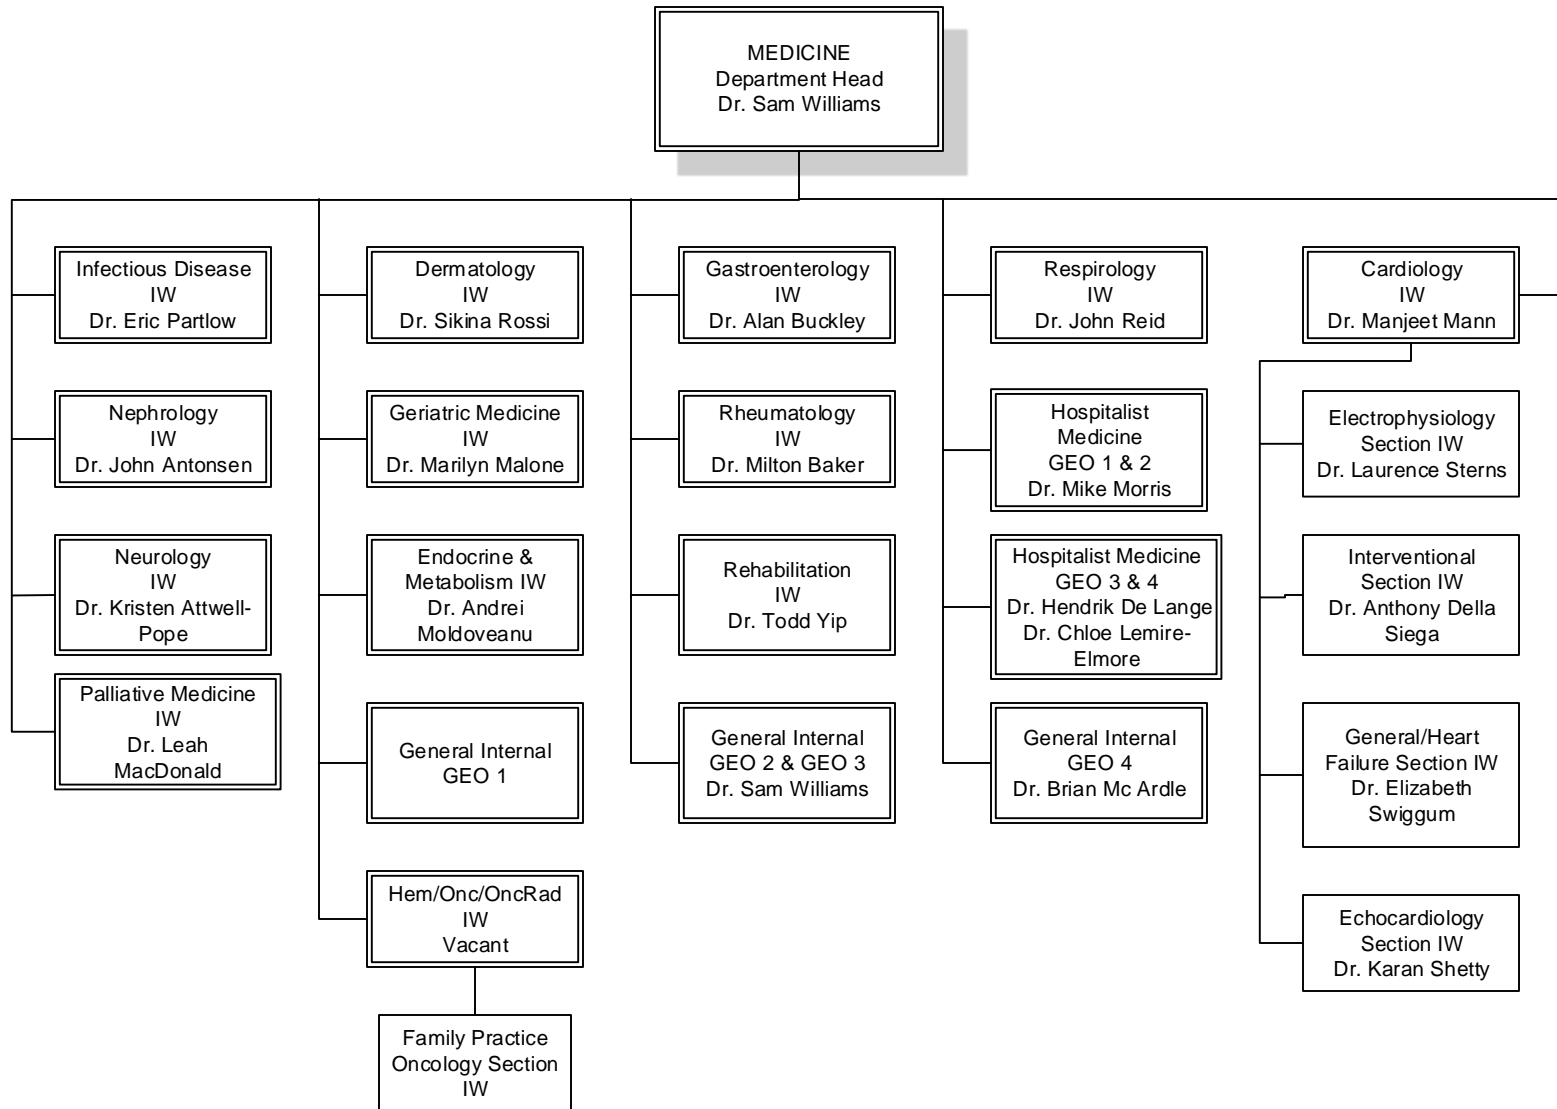 MEDICINE
Department Head
Dr. Sam Williams
Infectious Disease
IW
Dr. Eric Partlow
Dermatology
IW
Dr. Sikina Rossi
Gastroenterology
IW
Dr. Alan Buckley
Respirology
IW
Dr. John Reid
Cardiology
IW
Dr. Manjeet Mann
Nephrology
IW
Dr. John Antonsen
Geriatric Medicine
IW
Dr. Marilyn Malone
Rheumatology
IW
Dr. Milton Baker
Hospitalist
Medicine
GEO 1 & 2
Dr. Mike Morris
Electrophysiology
Section IW
Dr. Laurence Sterns
Neurology
IW
Dr. Kristen Attwell-
Pope
Endocrine &
Metabolism IW
Dr. Andrei
Moldoveanu
Rehabilitation
IW
Dr. Todd Yip
Hospitalist Medicine
GEO 3 & 4
Dr. Hendrik De Lange
Dr. Chloe Lemire-
Elmore
Interventional
Section IW
Dr. Anthony Della
Siega
Palliative Medicine
IW
Dr. Leah
MacDonald
General Internal
GEO 1
General Internal
GEO 2 & GEO 3
Dr. Sam Williams
General Internal
GEO 4
Dr. Brian Mc Ardle
General/Heart
Failure Section IW
Dr. Elizabeth
Swiggum
Hem/Onc/OncRad
IW
Vacant
Echocardiology
Section IW
Dr. Karan Shetty
Family Practice
Oncology Section
IW